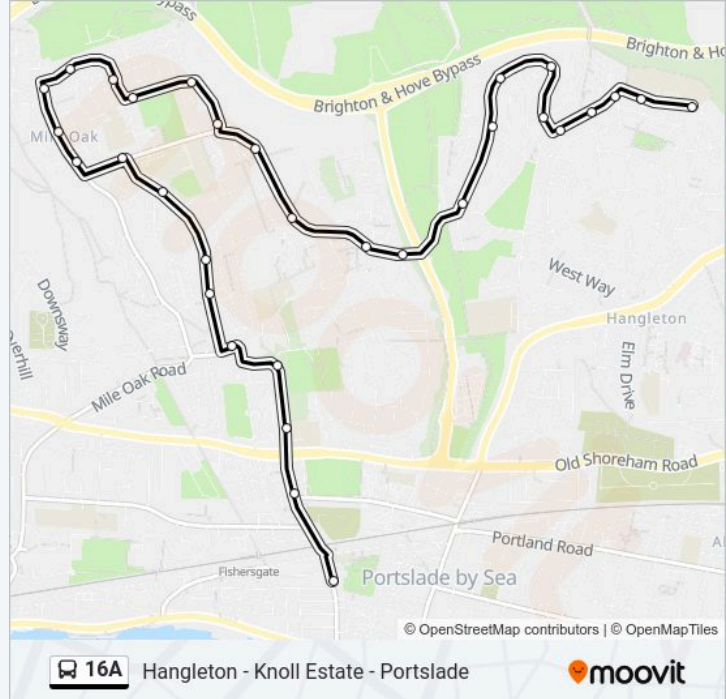 Bypass
Brighton & Hove Bypass
Brighton & Ho
Mile Oak
West Way
Hangleton
Downsway
Elm Drive
Mile Oak Road
Old Shoreham Road
Portland Road
Fishersgate
Portslade by Sea
© OpenStreetMap contributors | © OpenMapTiles
16A Hangleton - Knoll Estate - Portslade
moovit